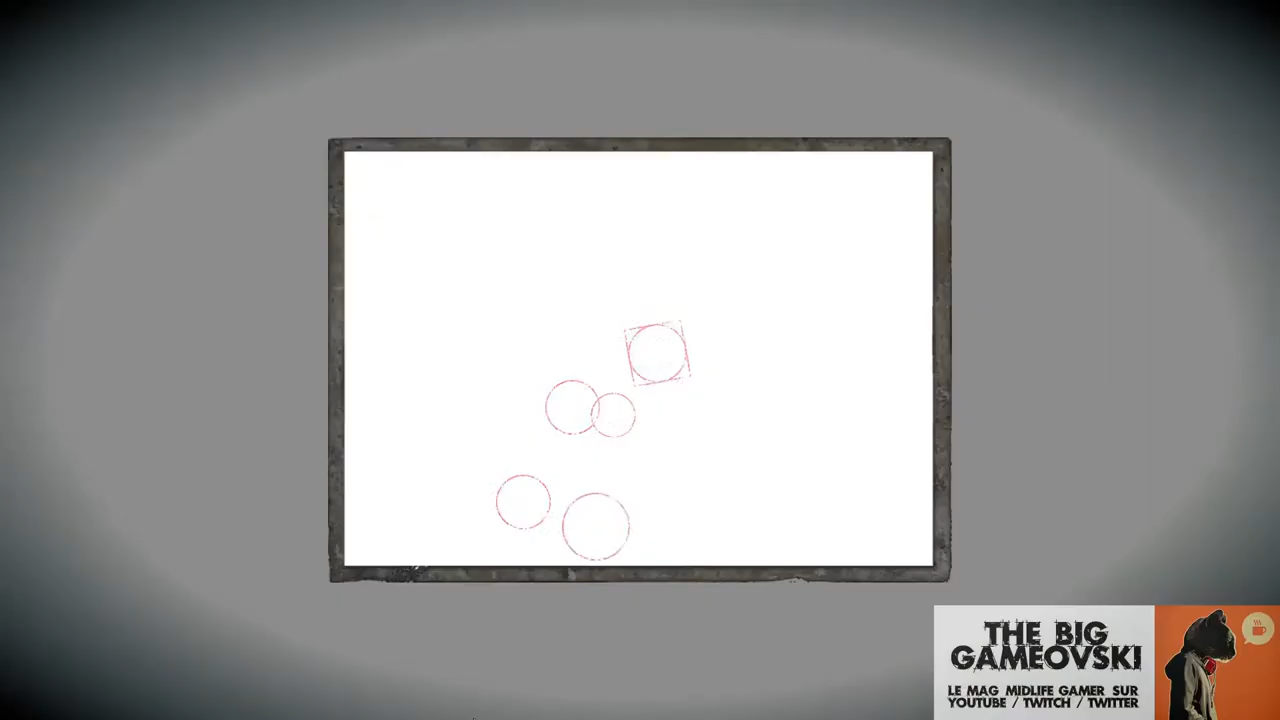 THE BIG
GAMEOVSKI
LE MAG MIDLIFE GAMER SUR
YOUTUBE / TWITCH / TWITTER